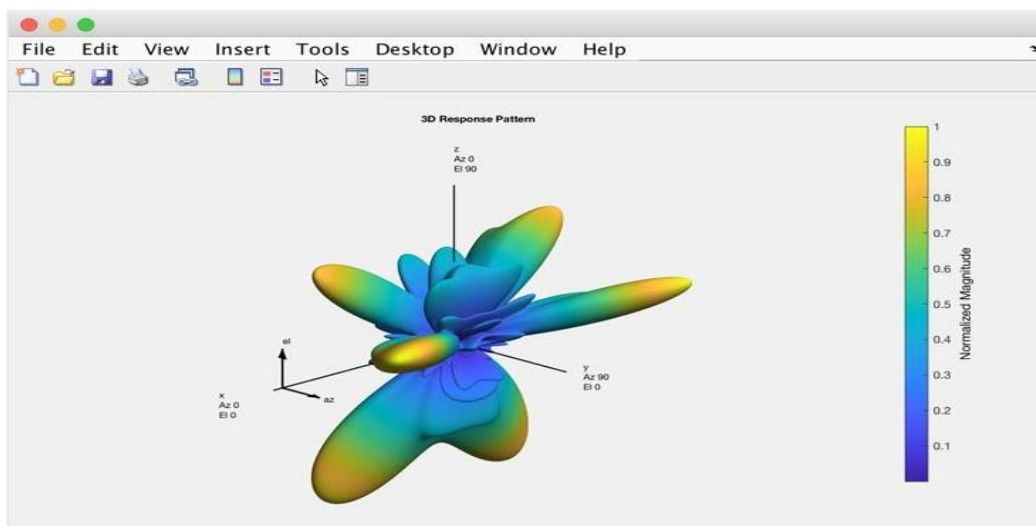 File Edit View Insert Tools Desktop Window Help
3D Response Pattern
z
Az 0
El 90
el
az
x
Az 0
El 0
y
Az 90
El 0
1
0.9
0.8
0.7
0.6
0.5
0.4
0.3
0.2
0.1
Normalized Magnitude